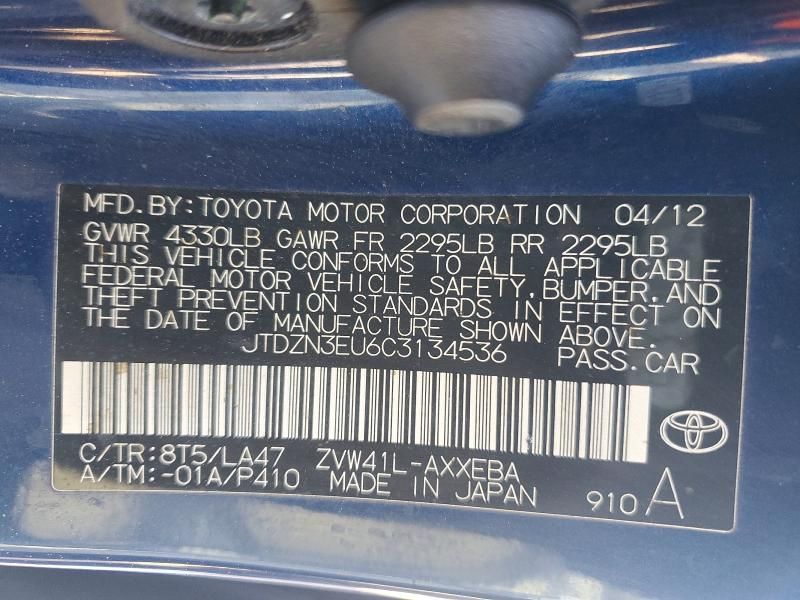 MFD. BY: TOYOTA MOTOR CORPORATION 04/12
GVWR 4330LB GAWR FR 2295LB RR 2295LB
THIS VEHICLE CONFORMS TO ALL APPLICABLE
FEDERAL MOTOR VEHICLE SAFETY, BUMPER, AND
THEFT PREVENTION STANDARDS IN EFFECT ON
THE DATE OF MANUFACTURE SHOWN ABOVE.
JTDZN3EU6C3134536 PASS. CAR
C/TR: 8T5/LA47 ZVW41L-AXXEBA
A/TM: -01A/P410 MADE IN JAPAN 910 A